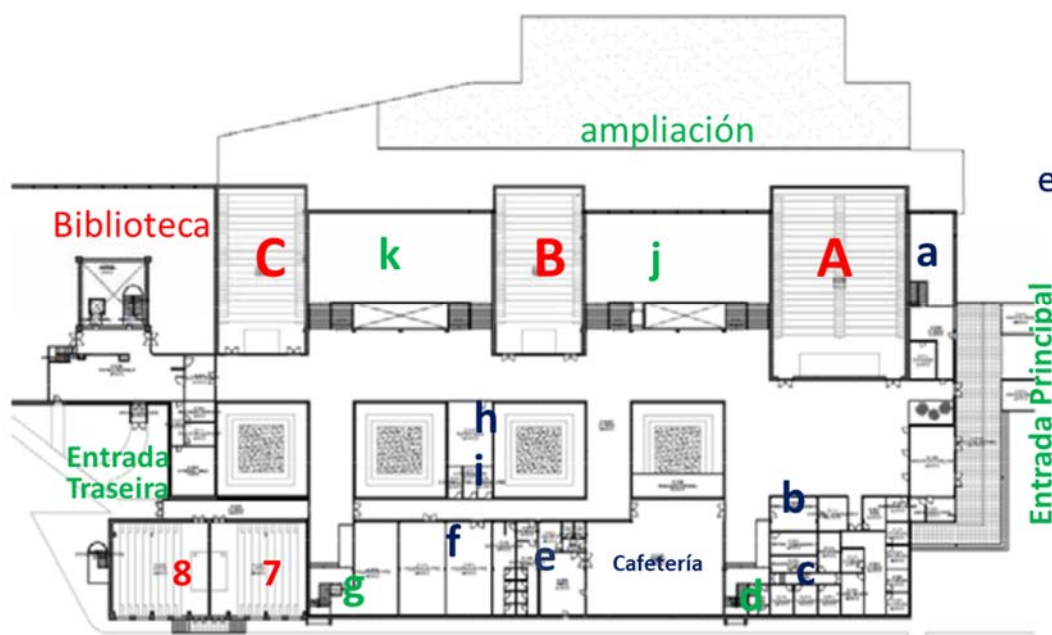 ampliación
e
Biblioteca
C
k
B
j
A
a
Entrada Principal
h
i
Entrada
Traseira
b
f
e
Cafetería
c
8
7
g
d